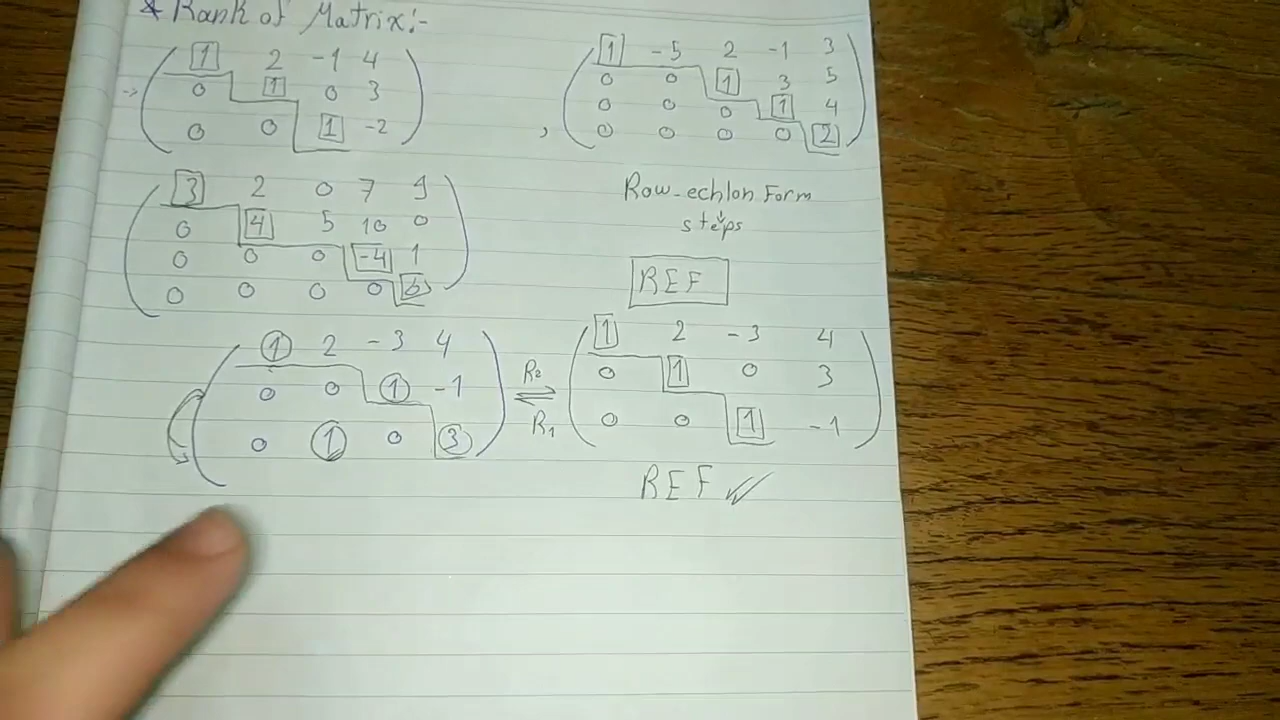 * Rank of Matrix:-
1 2 -1 4
→ 0 1 0 3
0 0 1 -2
,
1 -5 2 -1 3
0 0 1 3 5
0 0 0 1 4
0 0 0 0 2
3 2 0 7 9
0 4 5 10 0
0 0 0 -4 1
0 0 0 0 6
Row-echlon Form
steps
REF
1 2 -3 4
0 0 1 -1
0 1 0 3
R2
R1
1 2 -3 4
0 1 0 3
0 0 1 -1
REF